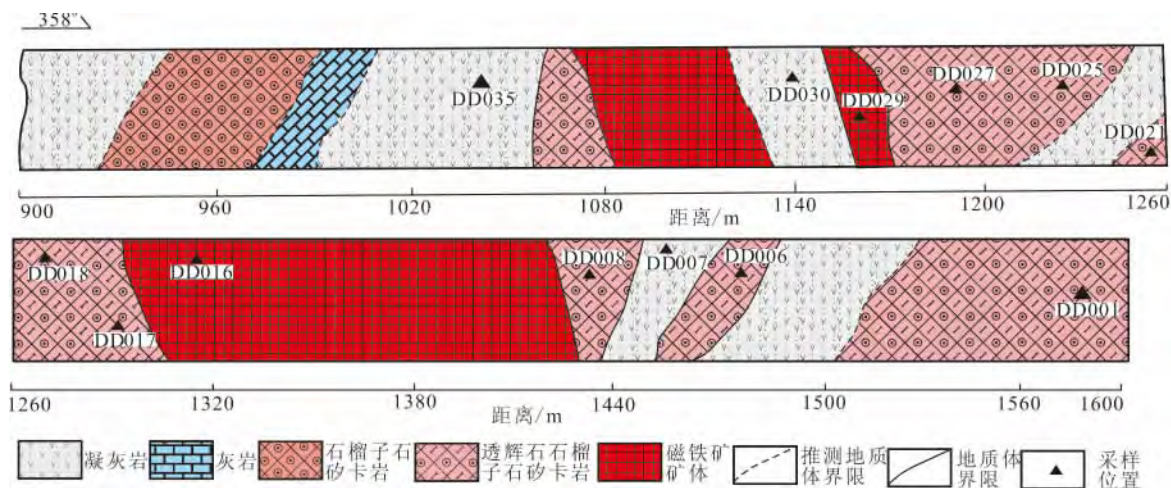 358°
DD035
DD030
DD029
DD027
DD025
DD021
900 960 1020 1080 1140 1200 1260
距离/m
DD018
DD017
DD016
DD008
DD007
DD006
DD001
1260 1320 1380 1440 1500 1560 1600
距离/m
凝灰岩
灰岩
石榴子石
矽卡岩
透辉石石榴
子石矽卡岩
磁铁矿
矿体
推测地质
体界限
地质体
界限
采样
位置